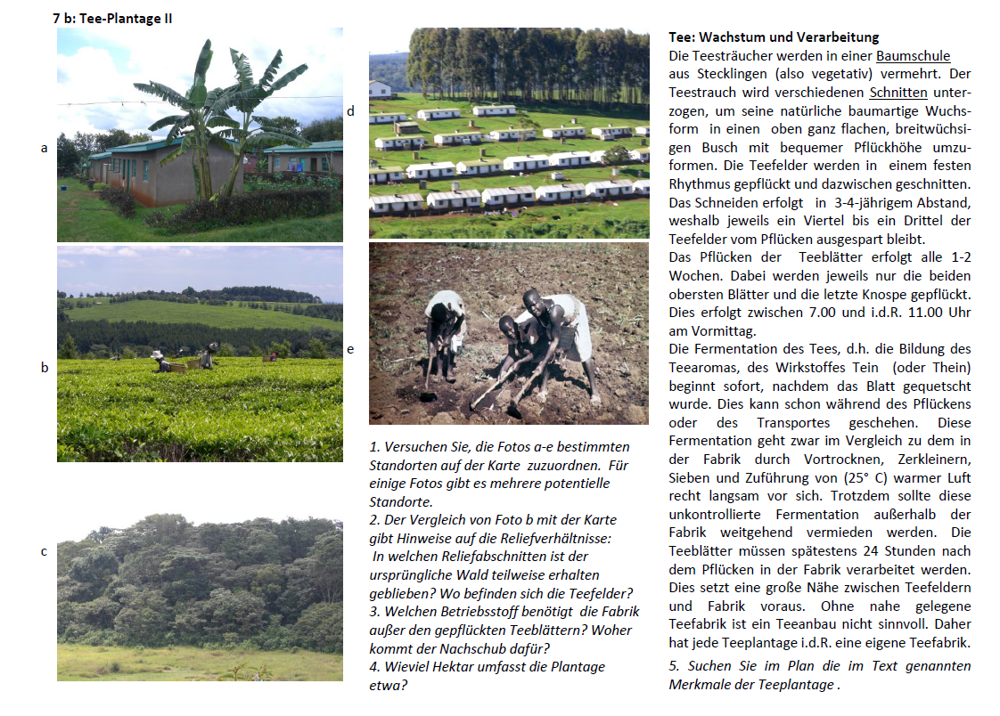 7 b: Tee-Plantage II
a
b
c
d
e
1. Versuchen Sie, die Fotos a-e bestimmten
Standorten auf der Karte zuzuordnen. Für
einige Fotos gibt es mehrere potentielle
Standorte.
2. Der Vergleich von Foto b mit der Karte
gibt Hinweise auf die Reliefverhältnisse:
In welchen Reliefabschnitten ist der
ursprüngliche Wald teilweise erhalten
geblieben? Wo befinden sich die Teefelder?
3. Welchen Betriebsstoff benötigt die Fabrik
außer den gepflückten Teeblättern? Woher
kommt der Nachschub dafür?
4. Wieviel Hektar umfasst die Plantage
etwa?
Tee: Wachstum und Verarbeitung
Die Teesträucher werden in einer Baumschule
aus Stecklingen (also vegetativ) vermehrt. Der
Teestrauch wird verschiedenen Schnitten unter-
zogen, um seine natürliche baumartige Wuchs-
form in einen oben ganz flachen, breitwüchsi-
gen Busch mit bequemer Pflückhöhe umzu-
formen. Die Teefelder werden in einem festen
Rhythmus gepflückt und dazwischen geschnitten.
Das Schneiden erfolgt in 3-4-jährigem Abstand,
weshalb jeweils ein Viertel bis ein Drittel der
Teefelder vom Pflücken ausgespart bleibt.
Das Pflücken der Teeblätter erfolgt alle 1-2
Wochen. Dabei werden jeweils nur die beiden
obersten Blätter und die letzte Knospe gepflückt.
Dies erfolgt zwischen 7.00 und i.d.R. 11.00 Uhr
am Vormittag.
Die Fermentation des Tees, d.h. die Bildung des
Teearomas, des Wirkstoffes Tein (oder Thein)
beginnt sofort, nachdem das Blatt gequetscht
wurde. Dies kann schon während des Pflückens
oder des Transportes geschehen. Diese
Fermentation geht zwar im Vergleich zu dem in
der Fabrik durch Vortrocknen, Zerkleinern,
Sieben und Zuführung von (25° C) warmer Luft
recht langsam vor sich. Trotzdem sollte diese
unkontrollierte Fermentation außerhalb der
Fabrik weitgehend vermieden werden. Die
Teeblätter müssen spätestens 24 Stunden nach
dem Pflücken in der Fabrik verarbeitet werden.
Dies setzt eine große Nähe zwischen Teefeldern
und Fabrik voraus. Ohne nahe gelegene
Teefabrik ist ein Teeanbau nicht sinnvoll. Daher
hat jede Teeplantage i.d.R. eine eigene Teefabrik.
5. Suchen Sie im Plan die im Text genannten
Merkmale der Teeplantage .